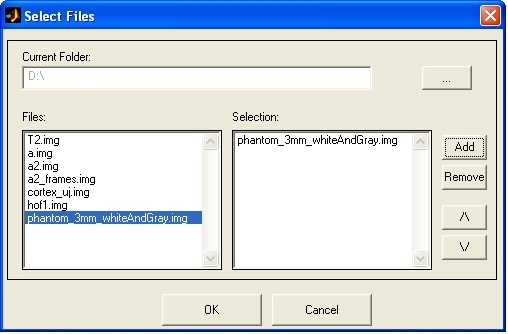 Select Files
Current Folder:
D:\
...
Files:
Selection:
T2.img
a.img
a2.img
a2_frames.img
cortex_uj.img
hof1.img
phantom_3mm_whiteAndGray.img
phantom_3mm_whiteAndGray.img
Add
Remove
/\
\/
OK
Cancel